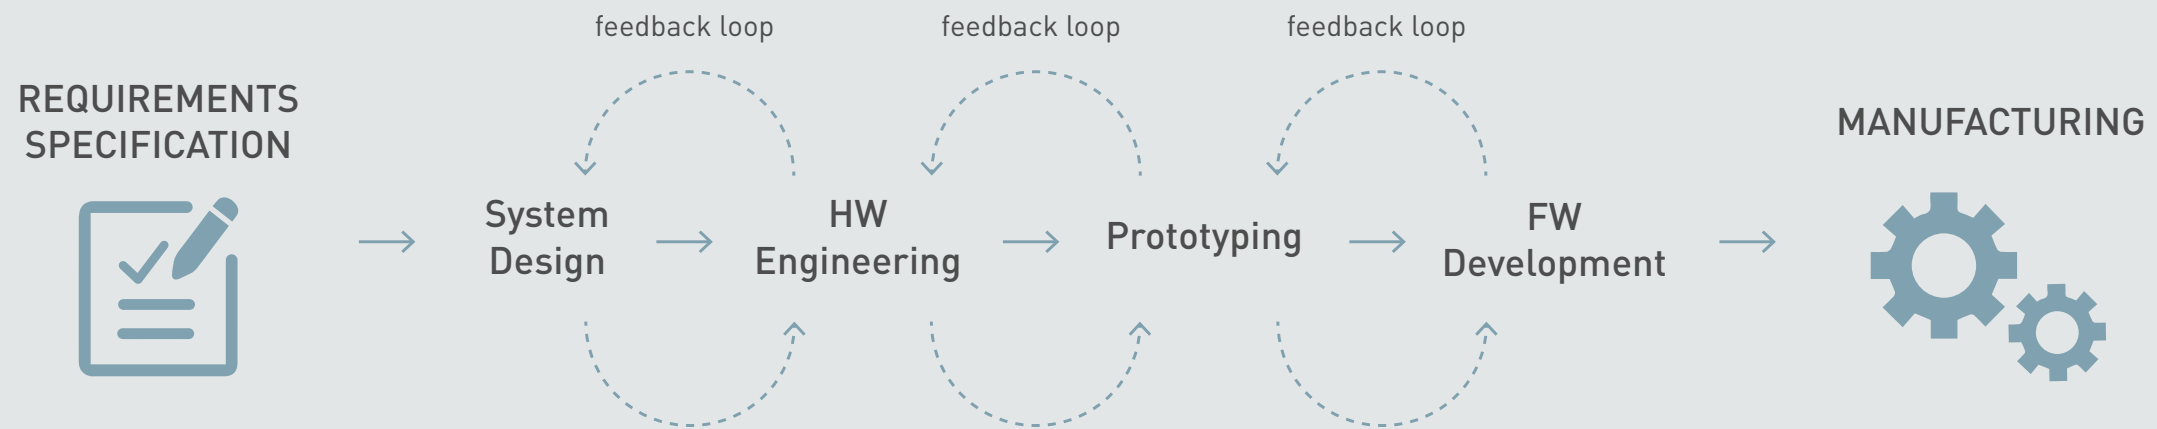 feedback loop
feedback loop
feedback loop
REQUIREMENTS
SPECIFICATION
System
Design
HW
Engineering
Prototyping
FW
Development
MANUFACTURING